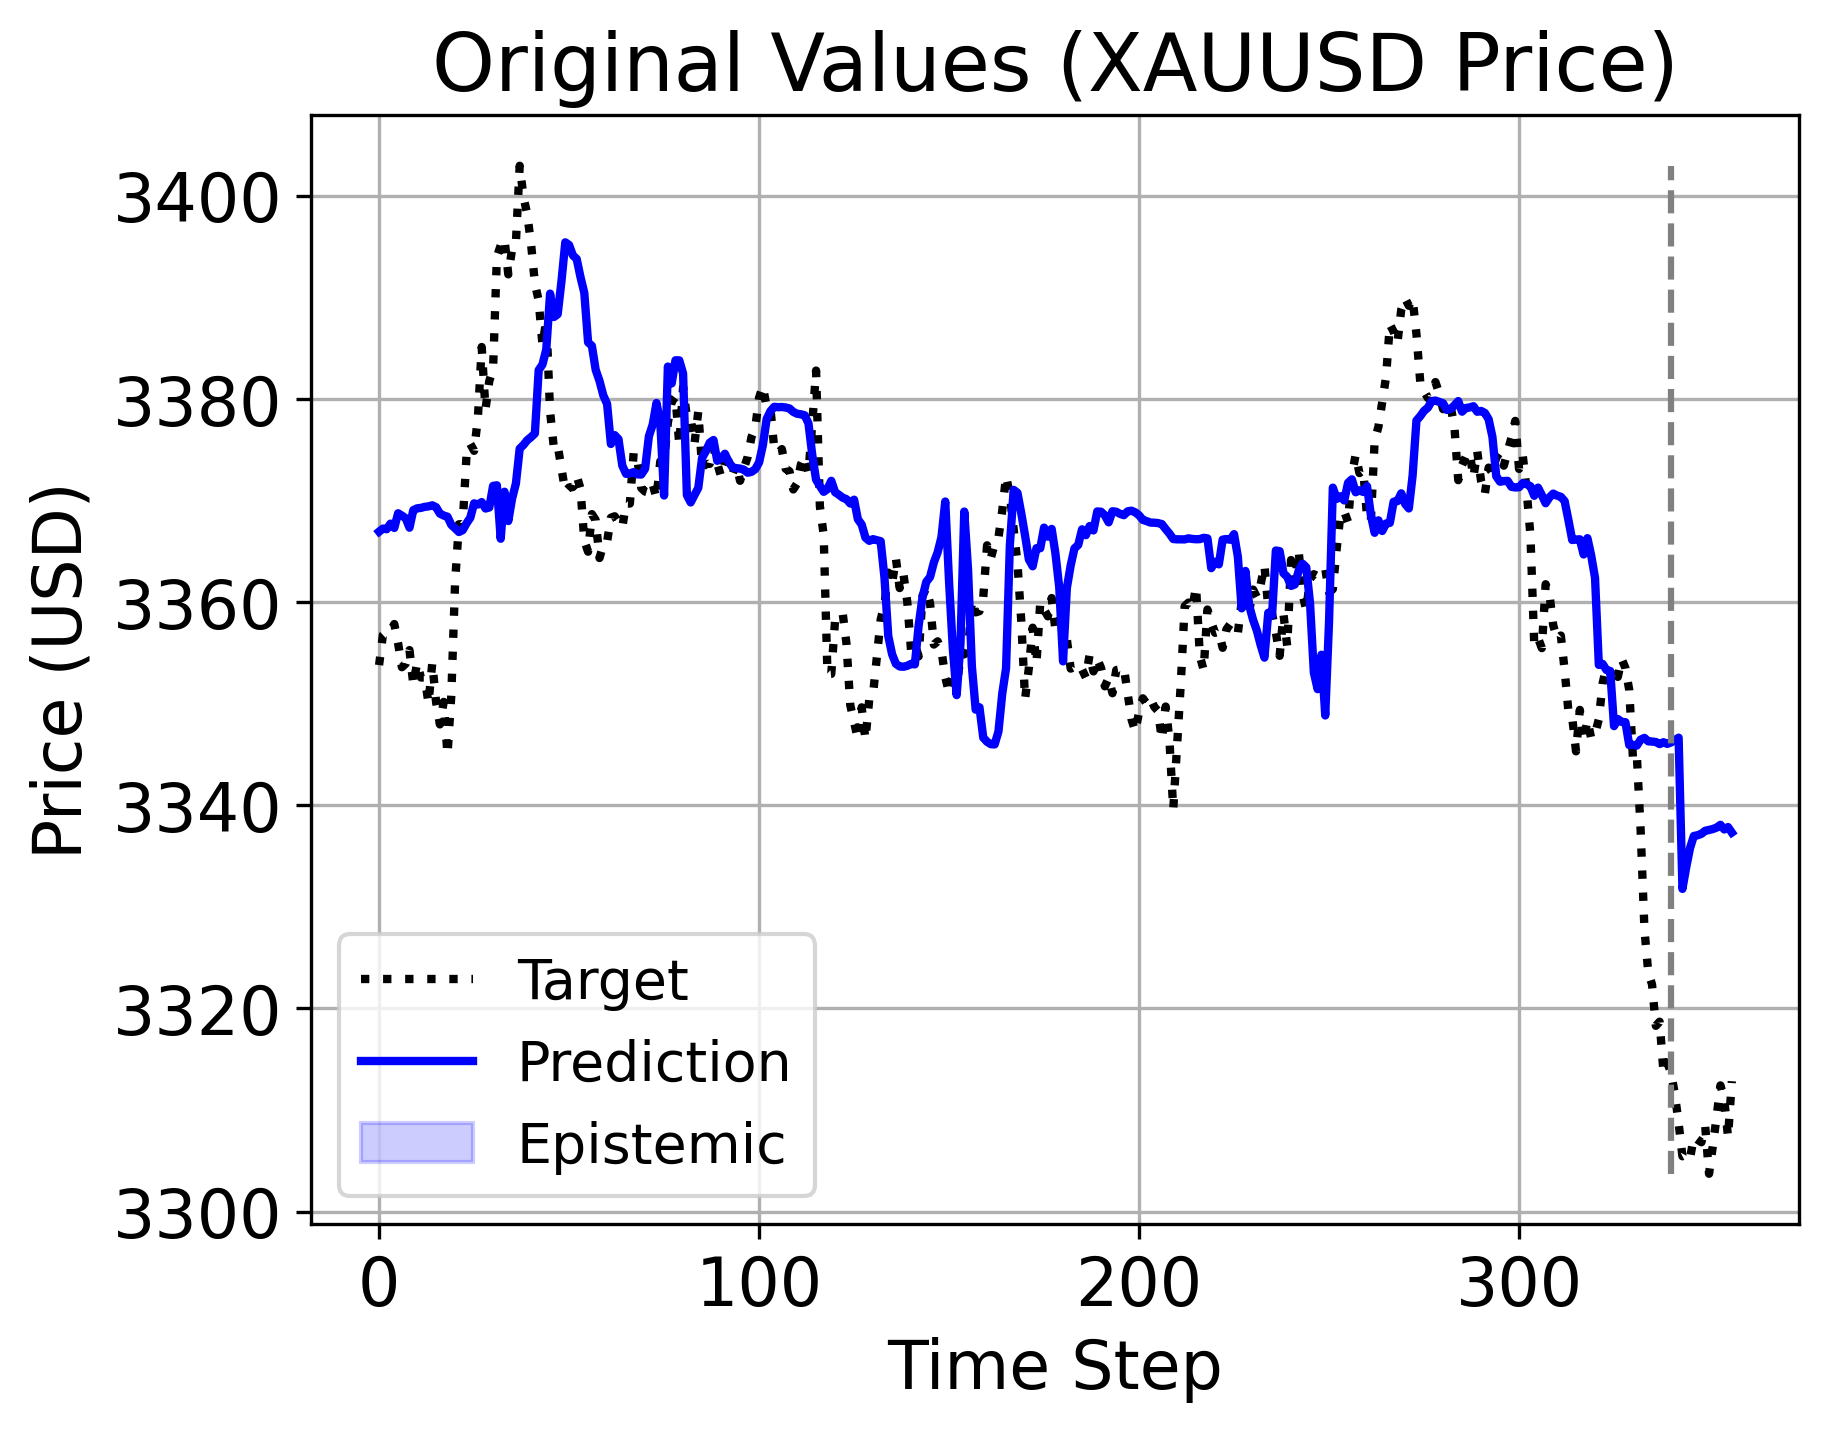 Original Values (XAUUSD Price)
Price (USD)
3400
3380
3360
3340
3320
3300
Target
Prediction
Epistemic
0 100 200 300
Time Step